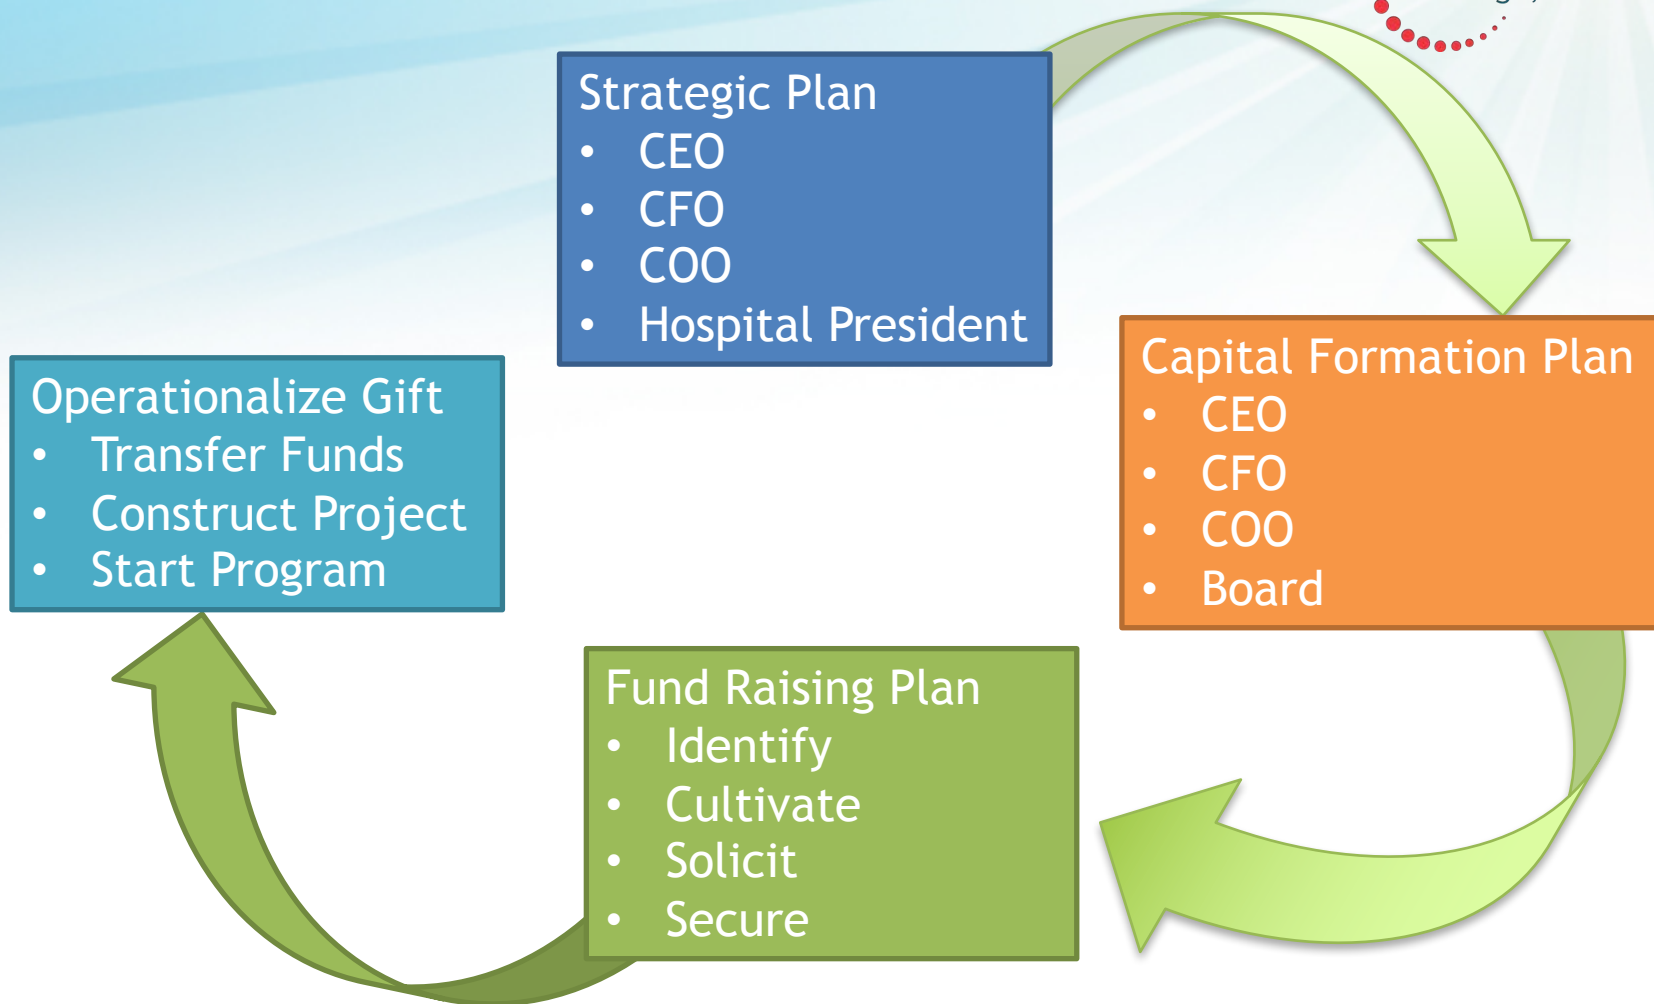 Strategic Plan
• CEO
• CFO
• COO
• Hospital President
Capital Formation Plan
• CEO
• CFO
• COO
• Board
Fund Raising Plan
• Identify
• Cultivate
• Solicit
• Secure
Operationalize Gift
• Transfer Funds
• Construct Project
• Start Program